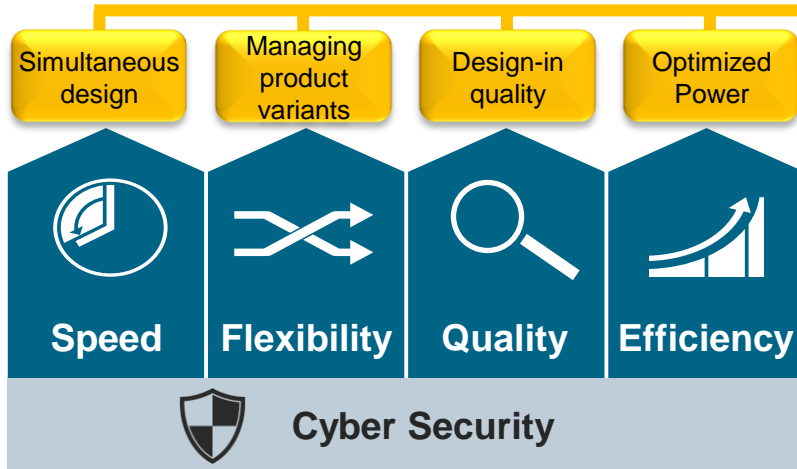 Simultaneous
design
Managing
product
variants
Design-in
quality
Optimized
Power
Speed
Flexibility
Quality
Efficiency
Cyber Security